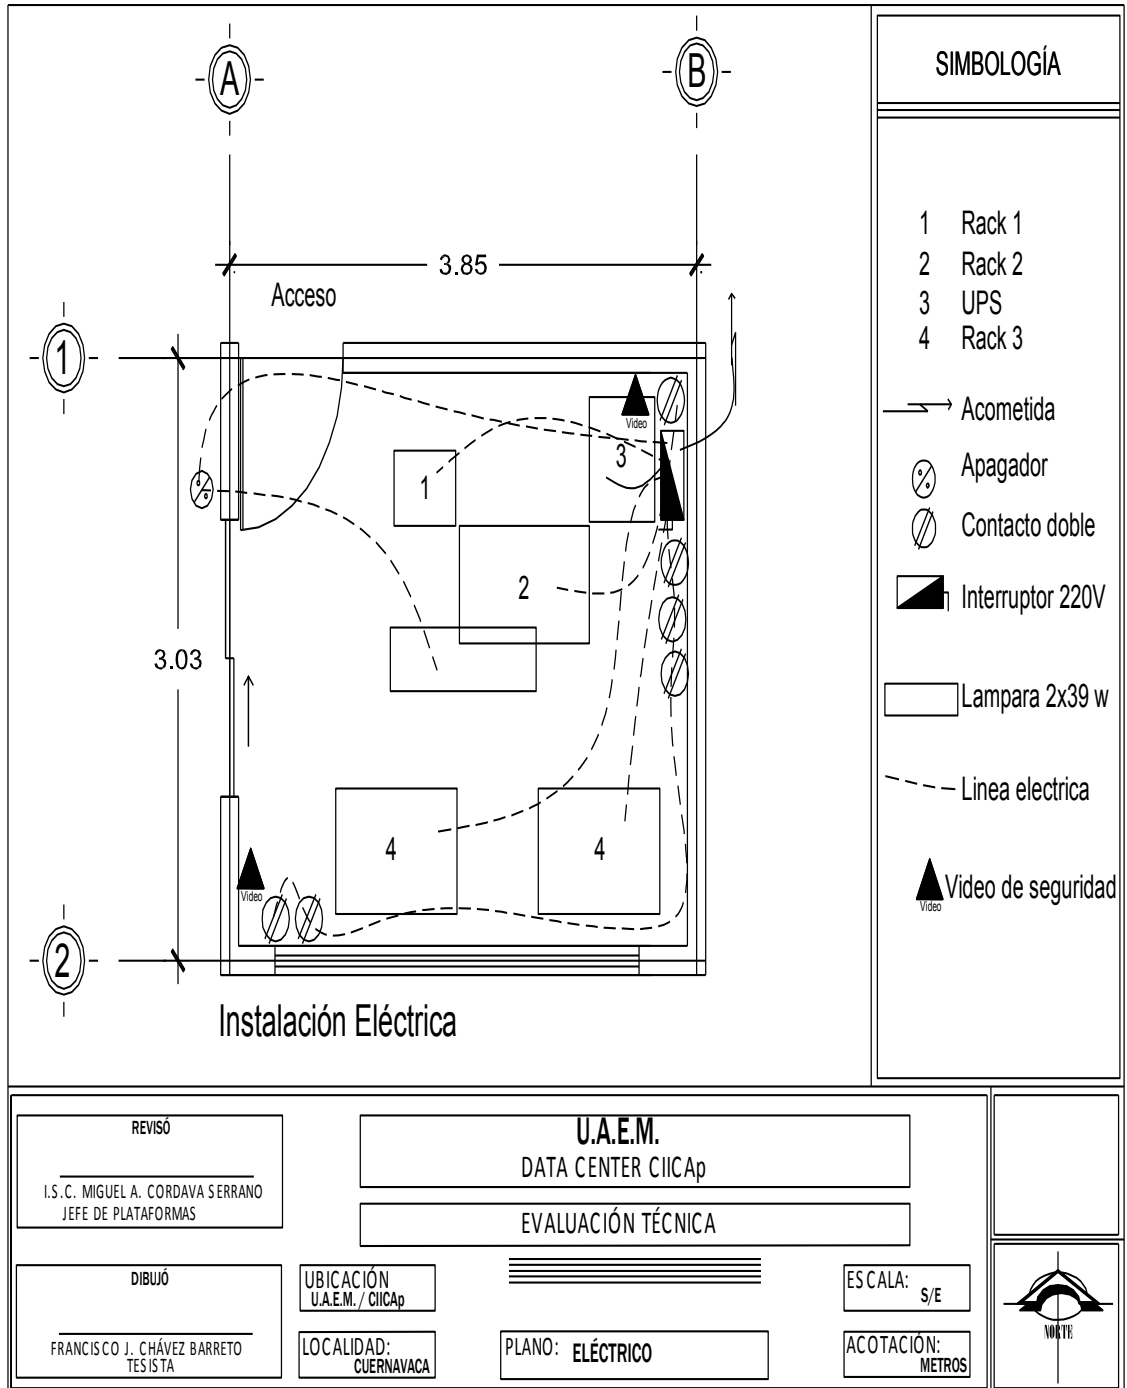 A
B
SIMBOLOGÍA
3.85
Acceso
1
1 Rack 1
2 Rack 2
3 UPS
4 Rack 3
Acometida
Apagador
Contacto doble
Interruptor 220V
Lampara 2x39 w
Linea electrica
Video de seguridad
Video
Video
3
1
2
3.03
4
4
Video
2
Instalación Eléctrica
REVISÓ
I.S.C. MIGUEL A. CORDAVA SERRANO
JEFE DE PLATAFORMAS
U.A.E.M.
DATA CENTER CIICAp
EVALUACIÓN TÉCNICA
DIBUJÓ
FRANCISCO J. CHÁVEZ BARRETO
TESISTA
UBICACIÓN
U.A.E.M. / CIICAp
LOCALIDAD:
CUERNAVACA
PLANO: ELÉCTRICO
ESCALA: S/E
ACOTACIÓN:
METROS
NORTE